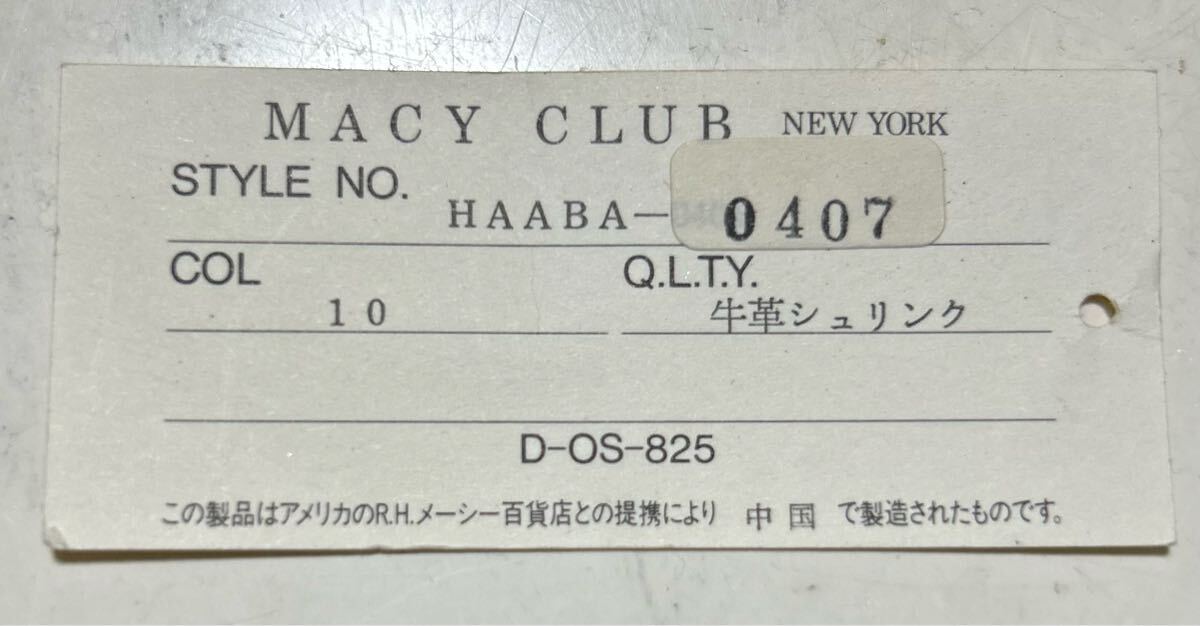 MACY CLUB NEW YORK
STYLE NO.
HAABA-0407
COL Q.L.T.Y.
10 牛革シュリンク
D-OS-825
この製品はアメリカのR.H.メーシー百貨店との提携により 中国 で製造されたものです。